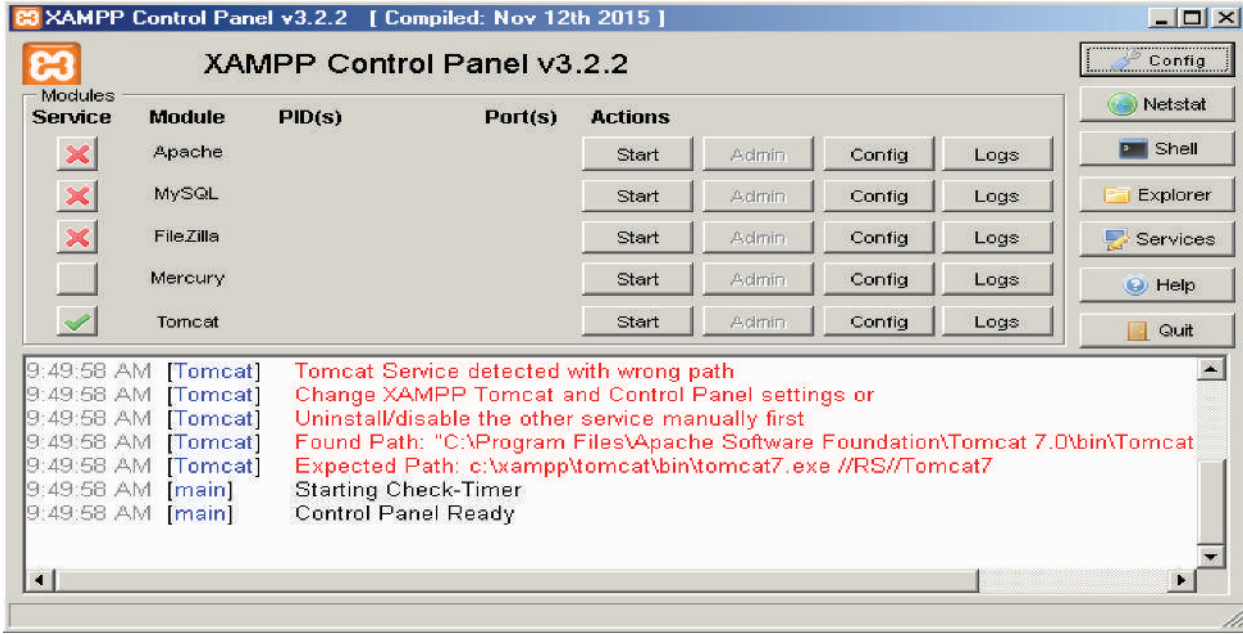 XAMPP Control Panel v3.2.2 [ Compiled: Nov 12th 2015 ]
XAMPP Control Panel v3.2.2
Config
Modules
Netstat
Service Module PID(s) Port(s) Actions
Apache Start Admin Config Logs
Shell
MySQL Start Admin Config Logs
Explorer
FileZilla Start Admin Config Logs
Services
Mercury Start Admin Config Logs
Help
Tomcat Start Admin Config Logs
Quit
9:49:58 AM [Tomcat] Tomcat Service detected with wrong path
9:49:58 AM [Tomcat] Change XAMPP Tomcat and Control Panel settings or
9:49:58 AM [Tomcat] Uninstall/disable the other service manually first
9:49:58 AM [Tomcat] Found Path: "C:\Program Files\Apache Software Foundation\Tomcat 7.0\bin\Tomcat
9:49:58 AM [Tomcat] Expected Path: c:\xampp\tomcat\bin\tomcat7.exe //RS//Tomcat7
9:49:58 AM [main] Starting Check-Timer
9:49:58 AM [main] Control Panel Ready